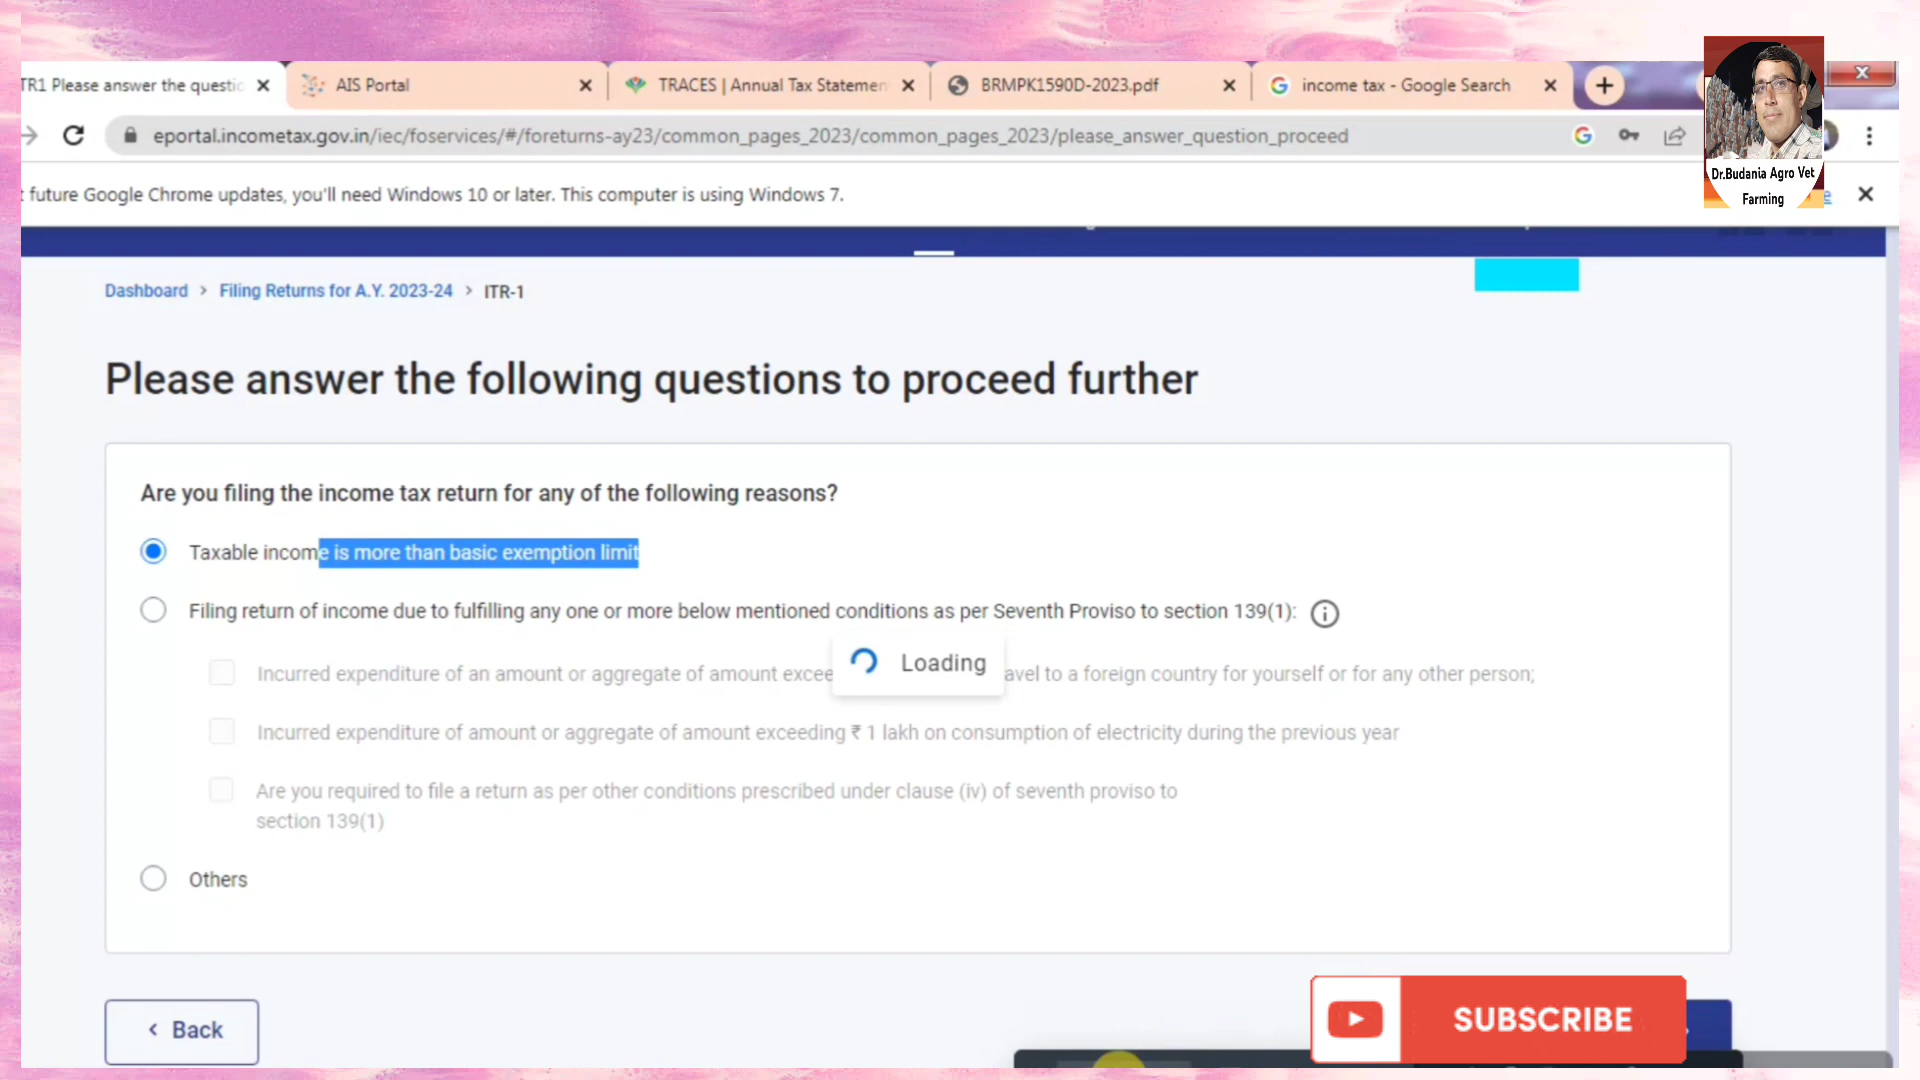 TR1 Please answer the questic
AIS Portal
TRACES | Annual Tax Statemen
BRMPK1590D-2023.pdf
income tax - Google Search
eportal.incometax.gov.in/iec/foservices/#/foreturns-ay23/common_pages_2023/common_pages_2023/please_answer_question_proceed
Dr.Budania Agro Vet
Farming
future Google Chrome updates, you'll need Windows 10 or later. This computer is using Windows 7.
Dashboard > Filing Returns for A.Y. 2023-24 > ITR-1
Please answer the following questions to proceed further
Are you filing the income tax return for any of the following reasons?
Taxable income is more than basic exemption limit
Filing return of income due to fulfilling any one or more below mentioned conditions as per Seventh Proviso to section 139(1):
Loading
Incurred expenditure of an amount or aggregate of amount excee avel to a foreign country for yourself or for any other person;
Incurred expenditure of amount or aggregate of amount exceeding ₹ 1 lakh on consumption of electricity during the previous year
Are you required to file a return as per other conditions prescribed under clause (iv) of seventh proviso to
section 139(1)
Others
< Back
SUBSCRIBE